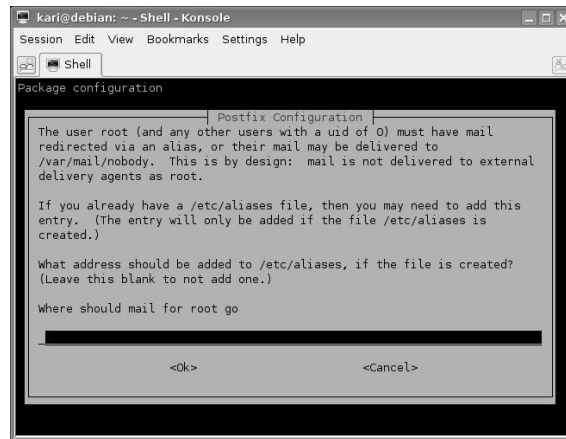 kari@debian: ~ - Shell - Konsole
Session Edit View Bookmarks Settings Help
Shell
Package configuration
Postfix Configuration
The user root (and any other users with a uid of 0) must have mail
redirected via an alias, or their mail may be delivered to
/var/mail/nobody. This is by design: mail is not delivered to external
delivery agents as root.
If you already have a /etc/aliases file, then you may need to add this
entry. (The entry will only be added if the file /etc/aliases is
created.)
What address should be added to /etc/aliases, if the file is created?
(Leave this blank to not add one.)
Where should mail for root go
<Ok> <Cancel>